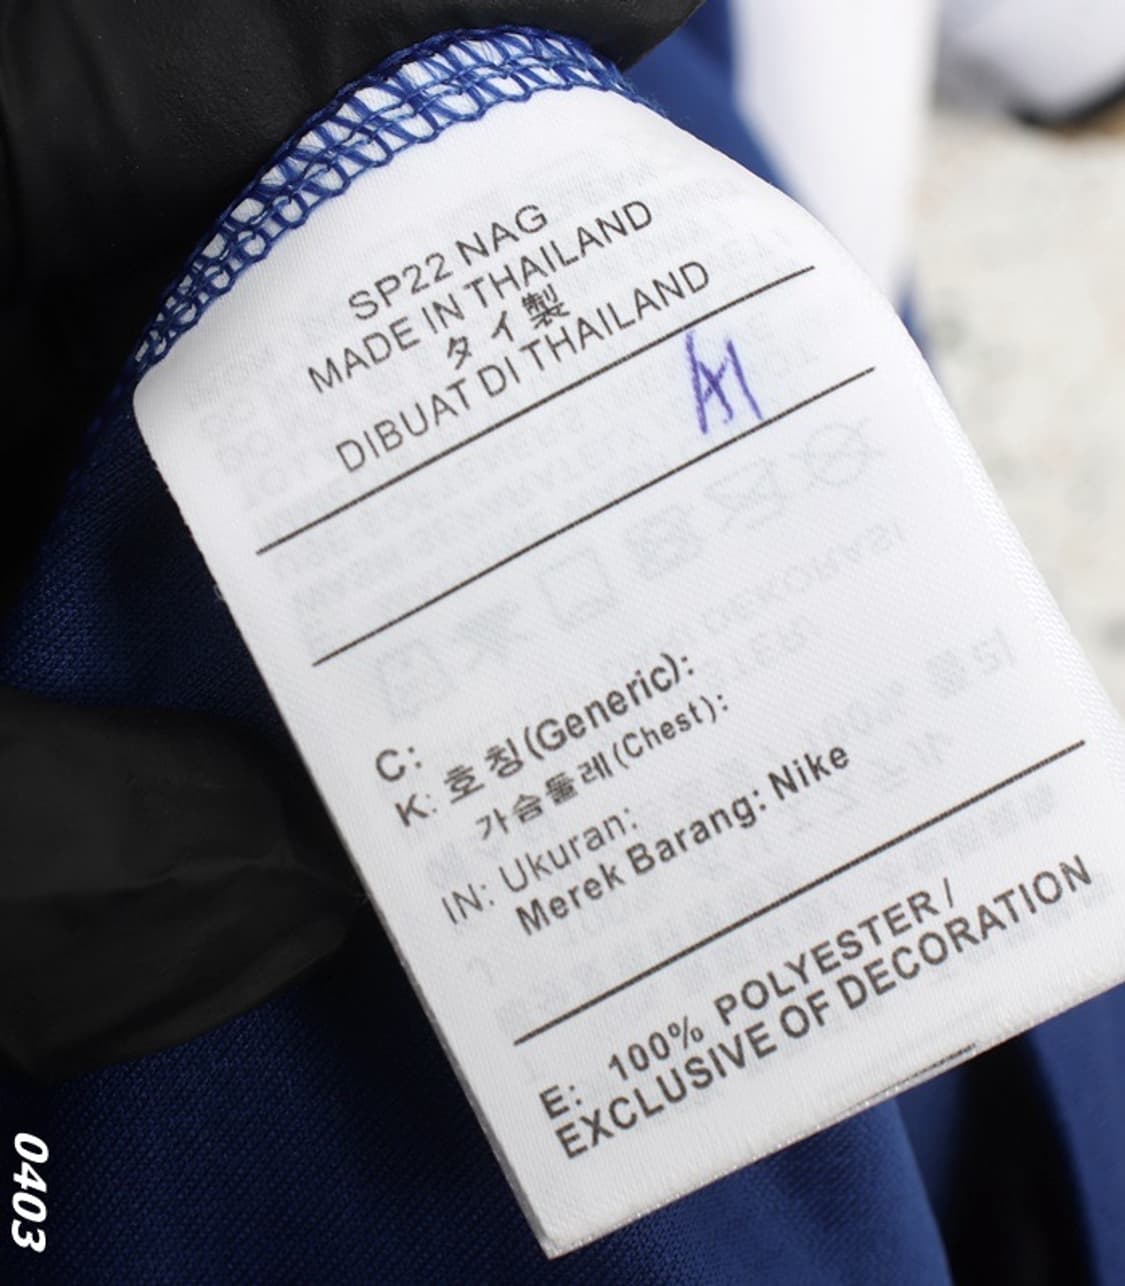 SP22 NAG
MADE IN THAILAND
タイ製
DIBUAT DI THAILAND
A1
C:
K: 호칭(Generic):
가슴둘레(Chest):
IN: Ukuran:
Merek Barang: Nike
E: 100% POLYESTER /
EXCLUSIVE OF DECORATION
0403